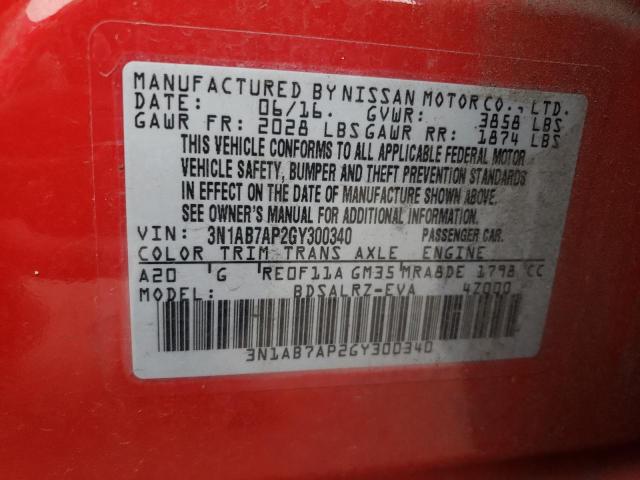 MANUFACTURED BY NISSAN MOTOR CO., LTD.
DATE: 06/16. GVWR: 3858 LBS
GAWR FR: 2028 LBS GAWR RR: 1874 LBS
THIS VEHICLE CONFORMS TO ALL APPLICABLE FEDERAL MOTOR
VEHICLE SAFETY, BUMPER AND THEFT PREVENTION STANDARDS
IN EFFECT ON THE DATE OF MANUFACTURE SHOWN ABOVE.
SEE OWNER'S MANUAL FOR ADDITIONAL INFORMATION.
VIN: 3N1AB7AP2GY300340 PASSENGER CAR.
COLOR TRIM TRANS AXLE ENGINE
A20 G RE0F11A GM35 MRA8DE 1798 CC
MODEL: BDSALRZ-EVA 4Z000
3N1AB7AP2GY300340